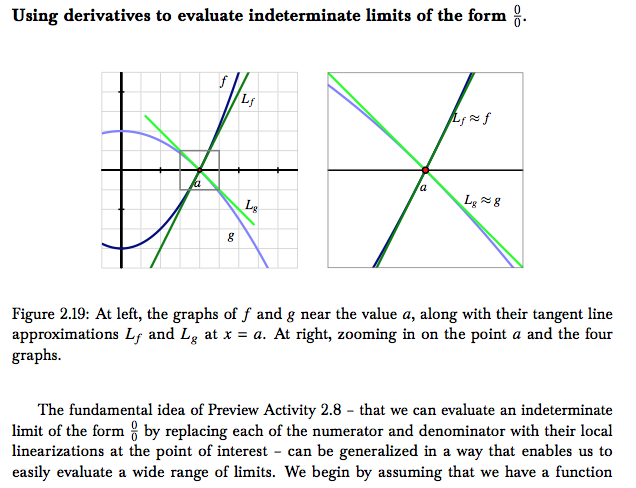 Using derivatives to evaluate indeterminate limits of the form 0/0.
f
L_f
a
L_g
g
L_f ≈ f
a
L_g ≈ g
Figure 2.19: At left, the graphs of f and g near the value a, along with their tangent line
approximations L_f and L_g at x = a. At right, zooming in on the point a and the four
graphs.
The fundamental idea of Preview Activity 2.8 – that we can evaluate an indeterminate
limit of the form 0/0 by replacing each of the numerator and denominator with their local
linearizations at the point of interest – can be generalized in a way that enables us to
easily evaluate a wide range of limits. We begin by assuming that we have a function